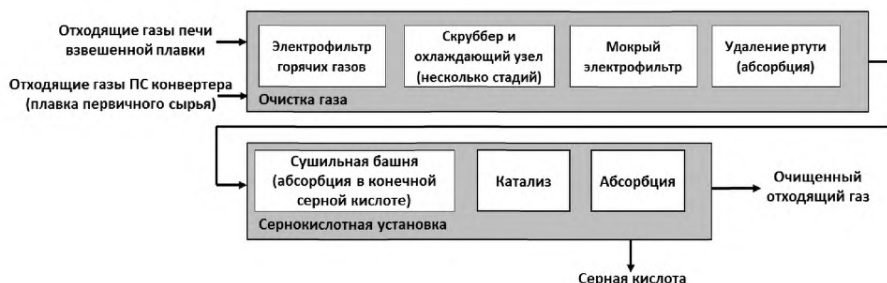 Отходящие газы печи
взвешенной плавки
Отходящие газы ПС конвертера
(плавка первичного сырья)
Электрофильтр
горячих газов
Скруббер и
охлаждающий узел
(несколько стадий)
Мокрый
электрофильтр
Удаление ртути
(абсорбция)
Очистка газа
Сушильная башня
(абсорбция в конечной
серной кислоте)
Катализ
Абсорбция
Сернокислотная установка
Очищенный
отходящий газ
Серная кислота